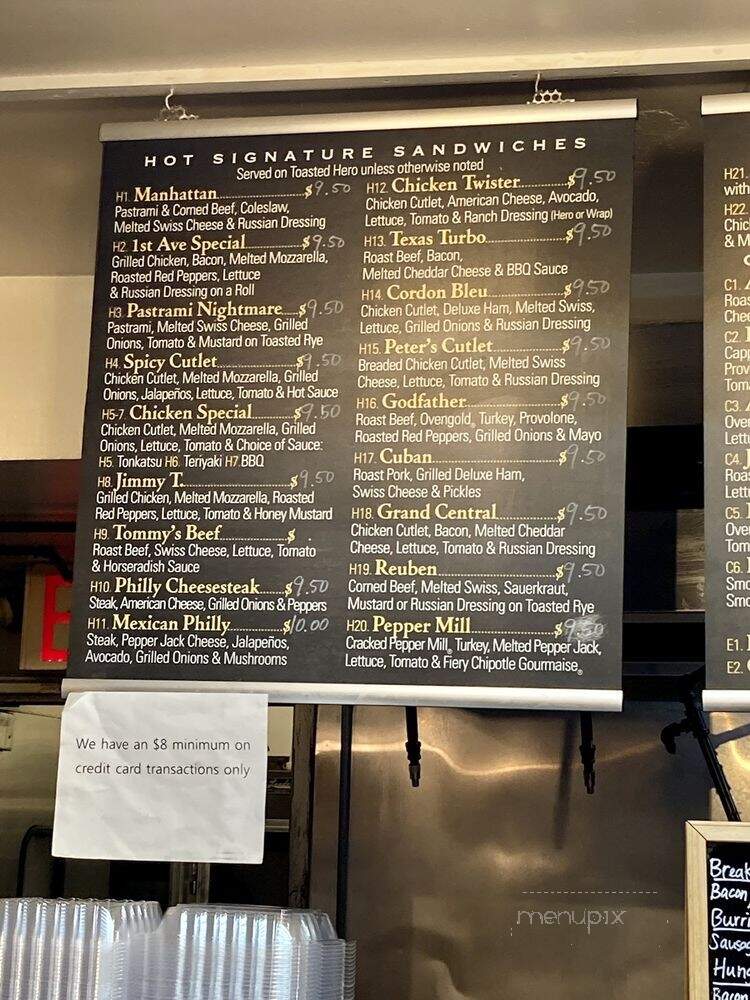 HOT SIGNATURE SANDWICHES
Served on Toasted Hero unless otherwise noted
H1. Manhattan $9.50
Pastrami & Corned Beef, Coleslaw,
Melted Swiss Cheese & Russian Dressing
H2. 1st Ave Special $9.50
Grilled Chicken, Bacon, Melted Mozzarella,
Roasted Red Peppers, Lettuce
& Russian Dressing on a Roll
H3. Pastrami Nightmare $9.50
Pastrami, Melted Swiss Cheese, Grilled
Onions, Tomato & Mustard on Toasted Rye
H4. Spicy Cutlet $9.50
Chicken Cutlet, Melted Mozzarella, Grilled
Onions, Jalapeños, Lettuce, Tomato & Hot Sauce
H5-7. Chicken Special $9.50
Chicken Cutlet, Melted Mozzarella, Grilled
Onions, Lettuce, Tomato & Choice of Sauce:
H5. Tonkatsu H6. Teriyaki H7. BBQ
H8. Jimmy T. $9.50
Grilled Chicken, Melted Mozzarella, Roasted
Red Peppers, Lettuce, Tomato & Honey Mustard
H9. Tommy's Beef $ .
Roast Beef, Swiss Cheese, Lettuce, Tomato
& Horseradish Sauce
H10. Philly Cheesesteak $9.50
Steak, American Cheese, Grilled Onions & Peppers
H11. Mexican Philly $10.00
Steak, Pepper Jack Cheese, Jalapeños,
Avocado, Grilled Onions & Mushrooms
H12. Chicken Twister $9.50
Chicken Cutlet, American Cheese, Avocado,
Lettuce, Tomato & Ranch Dressing (Hero or Wrap)
H13. Texas Turbo $9.50
Roast Beef, Bacon,
Melted Cheddar Cheese & BBQ Sauce
H14. Cordon Bleu $9.50
Chicken Cutlet, Deluxe Ham, Melted Swiss,
Lettuce, Grilled Onions & Russian Dressing
H15. Peter's Cutlet $9.50
Breaded Chicken Cutlet, Melted Swiss
Cheese, Lettuce, Tomato & Russian Dressing
H16. Godfather $9.50
Roast Beef, Ovengold® Turkey, Provolone,
Roasted Red Peppers, Grilled Onions & Mayo
H17. Cuban $9.50
Roast Pork, Grilled Deluxe Ham,
Swiss Cheese & Pickles
H18. Grand Central $9.50
Chicken Cutlet, Bacon, Melted Cheddar
Cheese, Lettuce, Tomato & Russian Dressing
H19. Reuben $9.50
Corned Beef, Melted Swiss, Sauerkraut,
Mustard or Russian Dressing on Toasted Rye
H20. Pepper Mill $9.50
Cracked Pepper Mill® Turkey, Melted Pepper Jack,
Lettuce, Tomato & Fiery Chipotle Gourmaise®
H21.
with
H22.
& M
C1.
C2.
C3.
C4.
C5.
C6.
E1.
E2.
We have an $8 minimum on
credit card transactions only
Bacon
menupix